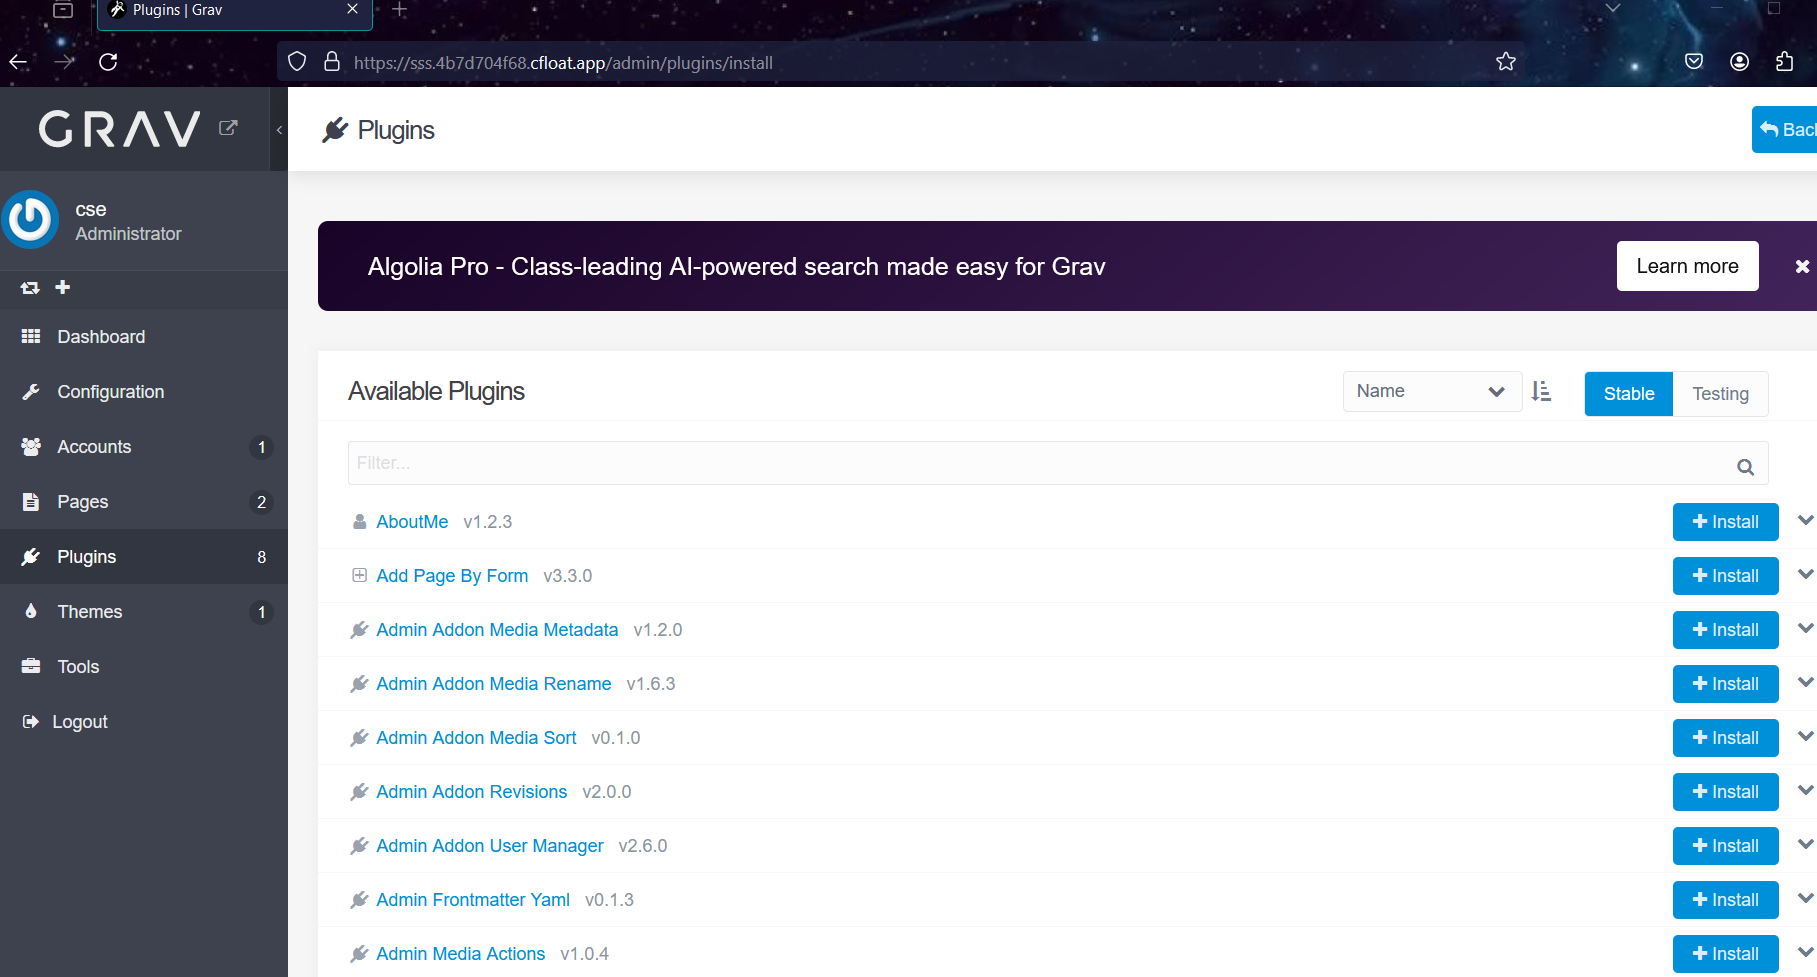 Plugins | Grav
https://sss.4b7d704f68.cfloat.app/admin/plugins/install
GRAV
Plugins
Back
cse
Administrator
Algolia Pro - Class-leading AI-powered search made easy for Grav
Learn more
Dashboard
Configuration
Accounts 1
Pages 2
Plugins 8
Themes 1
Tools
Logout
Available Plugins
Name
Stable
Testing
Filter...
AboutMe v1.2.3 Install
Add Page By Form v3.3.0 Install
Admin Addon Media Metadata v1.2.0 Install
Admin Addon Media Rename v1.6.3 Install
Admin Addon Media Sort v0.1.0 Install
Admin Addon Revisions v2.0.0 Install
Admin Addon User Manager v2.6.0 Install
Admin Frontmatter Yaml v0.1.3 Install
Admin Media Actions v1.0.4 Install